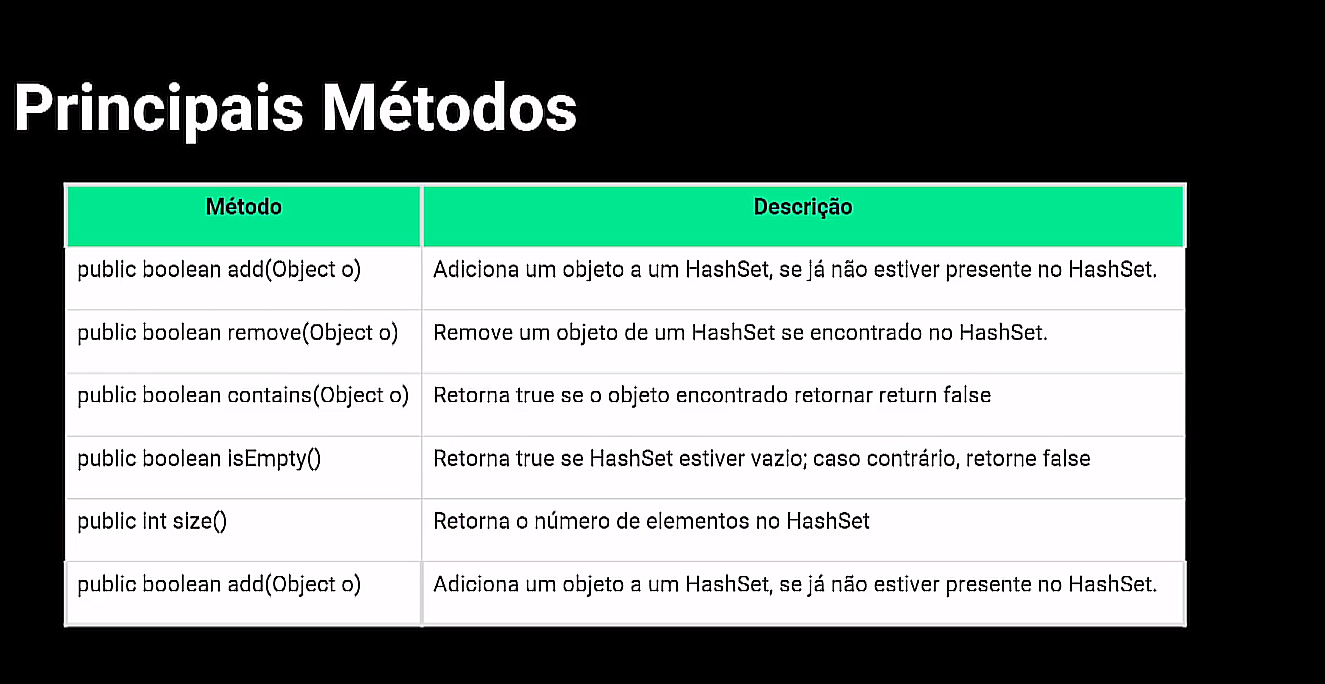 Principais Métodos
Método Descrição
public boolean add(Object o) Adiciona um objeto a um HashSet, se já não estiver presente no HashSet.
public boolean remove(Object o) Remove um objeto de um HashSet se encontrado no HashSet.
public boolean contains(Object o) Retorna true se o objeto encontrado retornar return false
public boolean isEmpty() Retorna true se HashSet estiver vazio; caso contrário, retorne false
public int size() Retorna o número de elementos no HashSet
public boolean add(Object o) Adiciona um objeto a um HashSet, se já não estiver presente no HashSet.